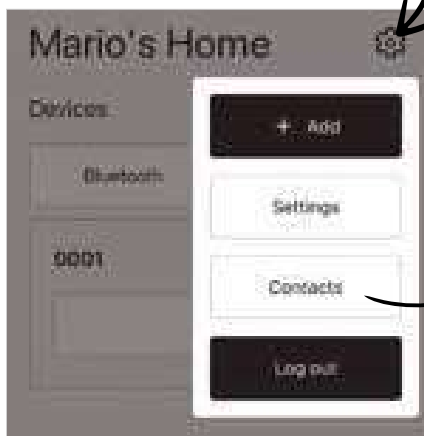 Mario's Home
Devices
Bluetooth
0001
+ Add
Settings
Contacts
Log out